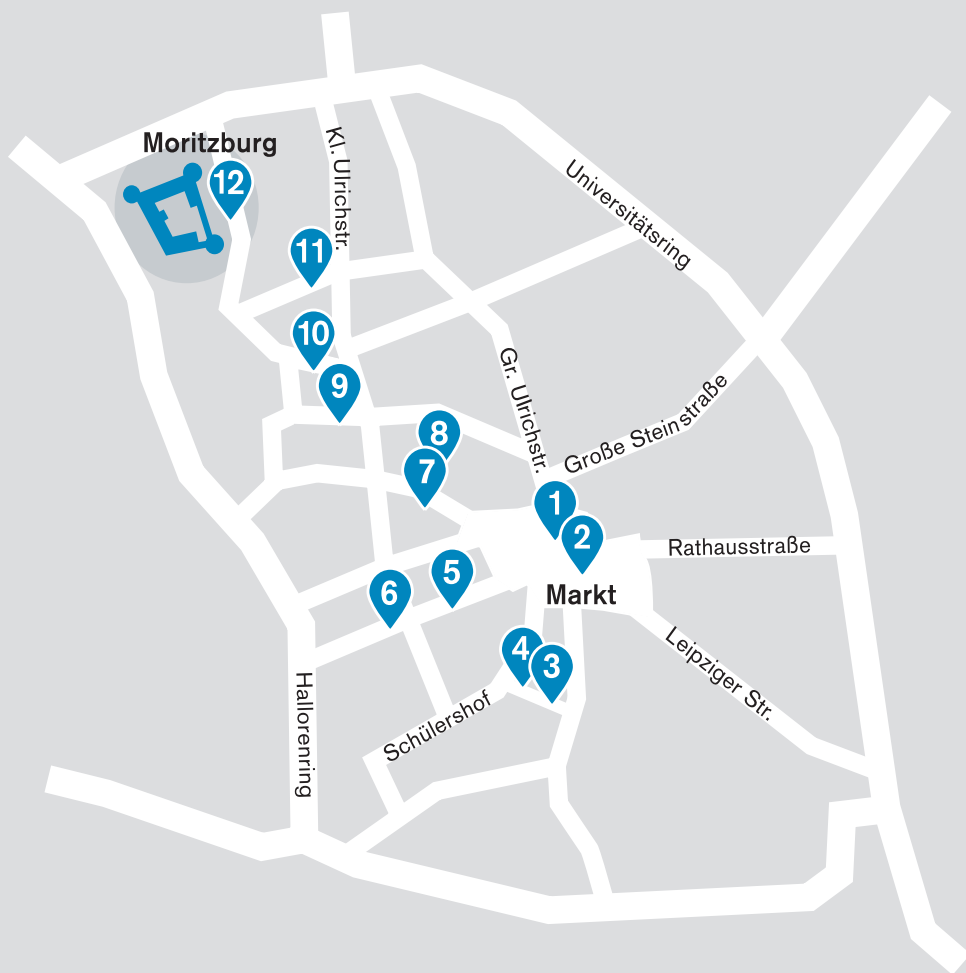 Moritzburg
12
Kl. Ulrichstr.
Universitätsring
11
10
9
Gr. Ulrichstr.
Große Steinstraße
8
7
1
2
Rathausstraße
5
6
Markt
4
3
Leipziger Str.
Schülershof
Hallorenring